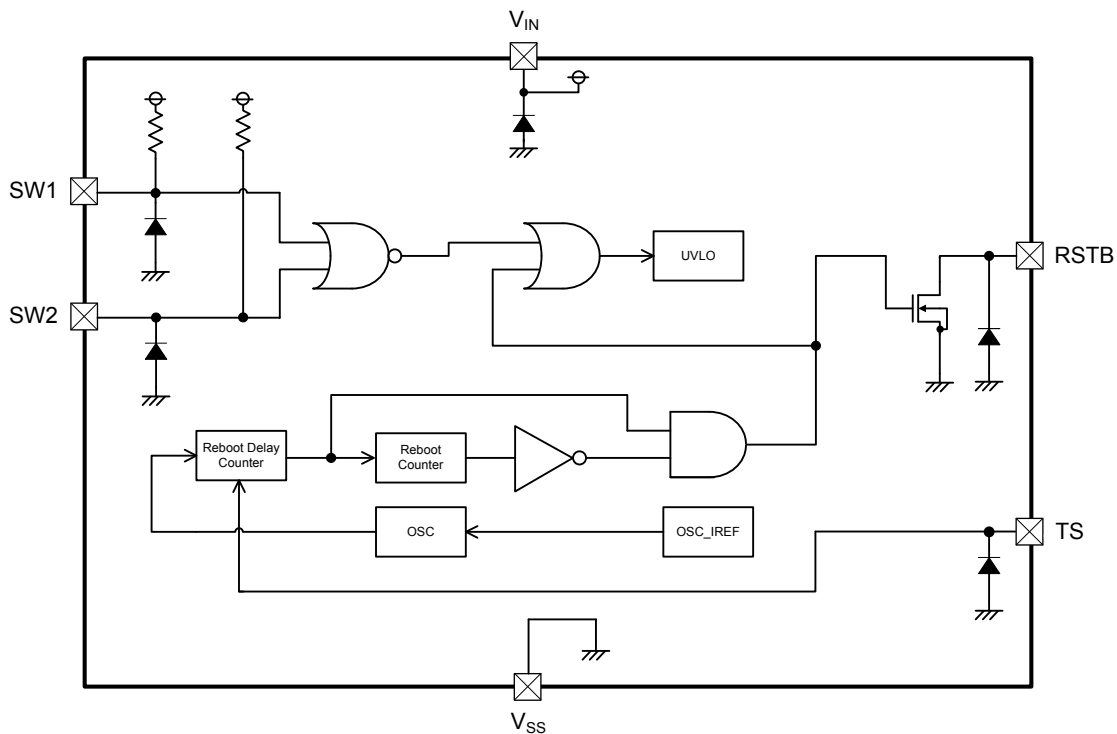 VIN
SW1
SW2
UVLO
RSTB
Reboot Delay
Counter
Reboot
Counter
OSC
OSC_IREF
TS
VSS